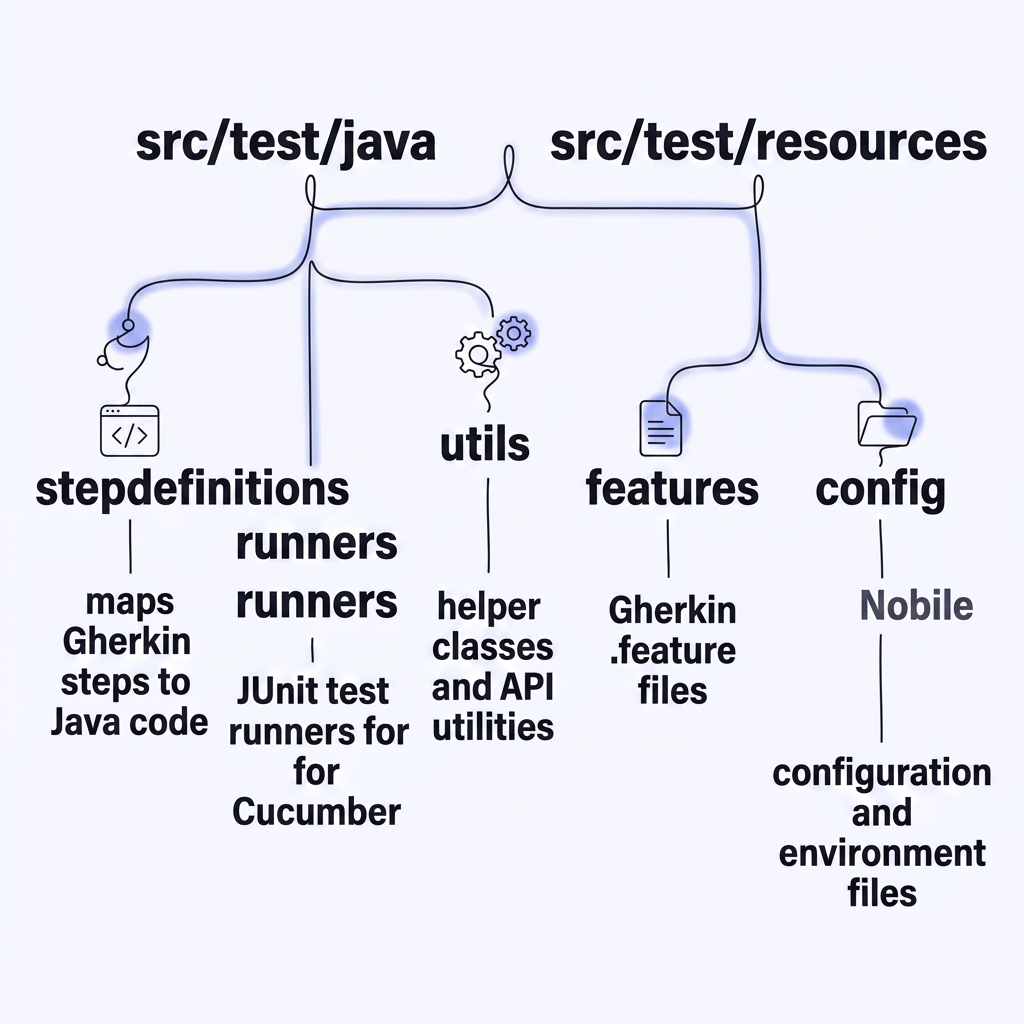 src/test/java
src/test/resources
</>
stepdefinitions
maps
Gherkin
steps to
Java code
runners
runners
JUnit test
runners for
for
Cucumber
utils
helper
classes
and API
utilities
features
Gherkin
.feature
files
config
Nobile
configuration
and
environment
files